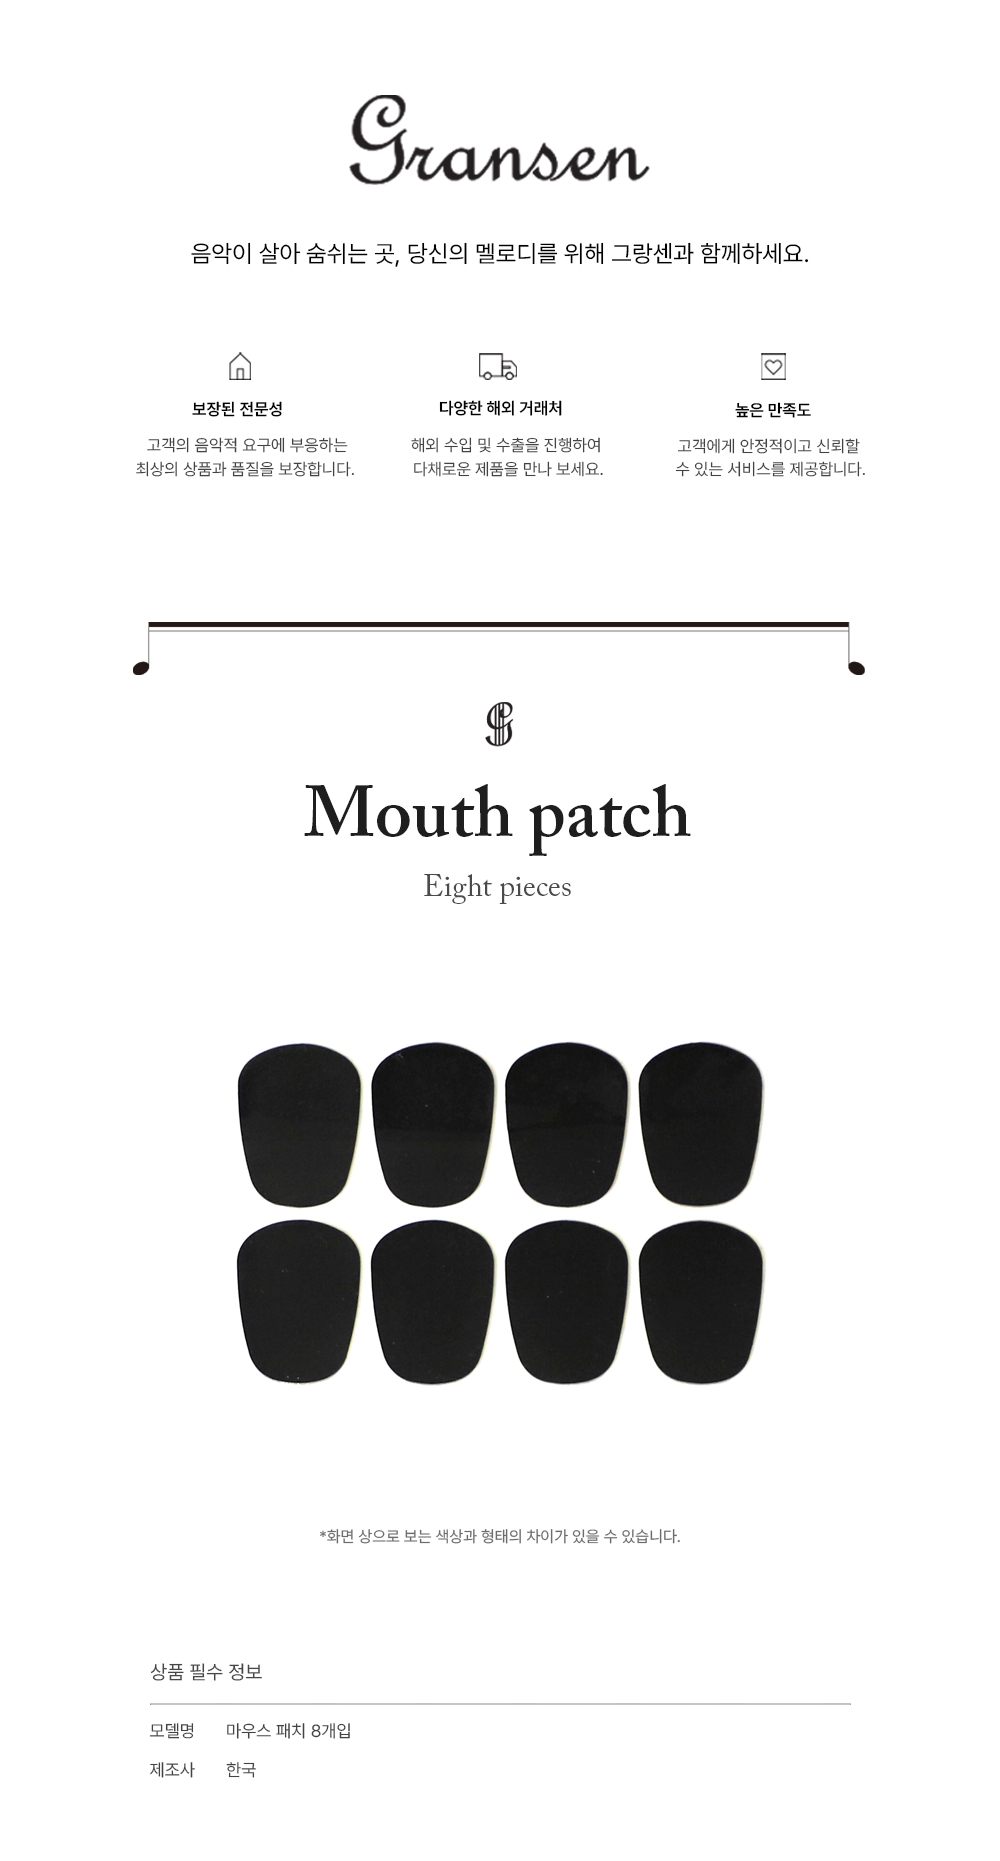 Gransen
음악이 살아 숨쉬는 곳, 당신의 멜로디를 위해 그랑센과 함께하세요.
보장된 전문성
고객의 음악적 요구에 부응하는
최상의 상품과 품질을 보장합니다.
다양한 해외 거래처
해외 수입 및 수출을 진행하여
다채로운 제품을 만나 보세요.
높은 만족도
고객에게 안정적이고 신뢰할
수 있는 서비스를 제공합니다.
Mouth patch
Eight pieces
*화면 상으로 보는 색상과 형태의 차이가 있을 수 있습니다.
상품 필수 정보
모델명 마우스 패치 8개입
제조사 한국